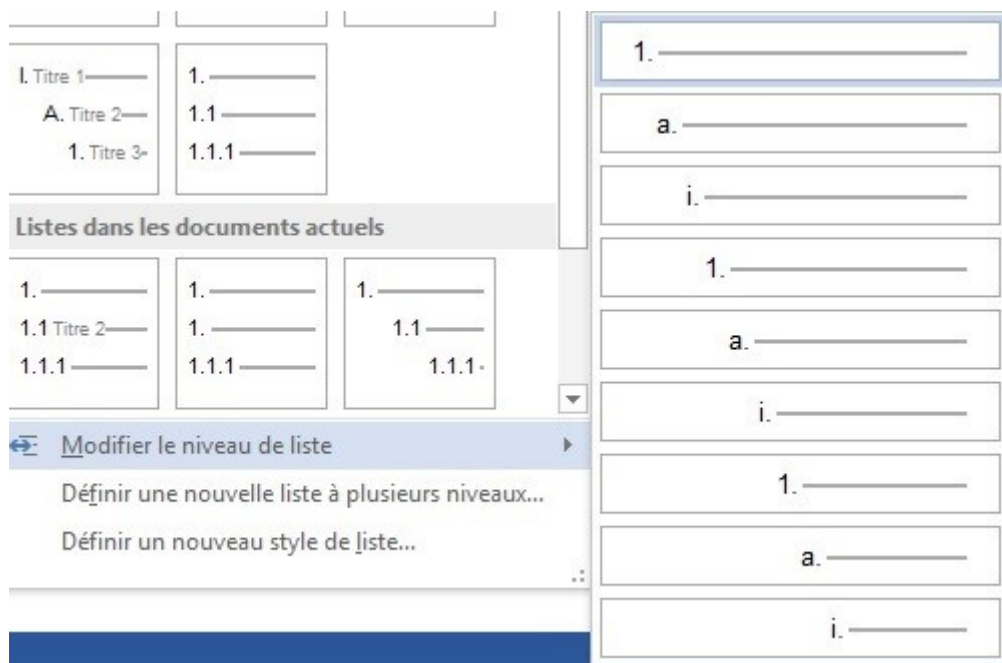 I. Titre 1
A. Titre 2
1. Titre 3
1.
1.1
1.1.1
Listes dans les documents actuels
1.
1.1 Titre 2
1.1.1
1.
1.
1.1.1
1.
1.1
1.1.1
Modifier le niveau de liste
Définir une nouvelle liste à plusieurs niveaux...
Définir un nouveau style de liste...
1.
a.
i.
1.
a.
i.
1.
a.
i.